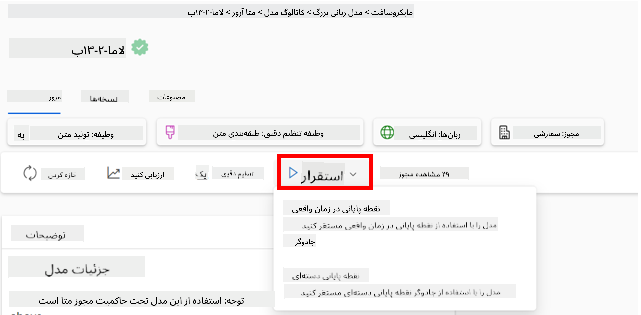 مایکروسافت > مدل زبانی بزرگ > کاتالوگ مدل > متا آزور > لاما-۲-۱۳ب
لاما-۲-۱۳ب
مرور
نسخه‌ها
مصنوعات
وظیفه: تولید متن به
وظیفه تنظیم دقیق: طبقه‌بندی متن
زبان‌ها: انگلیسی
مجوز: سفارشی
تازه کردن
ارزیابی کنید
یک
تنظیم دقیق
استقرار
۲۹ مشاهده مجوز
نقطه پایانی در زمان واقعی
مدل را با استفاده از نقطه پایانی در زمان واقعی مستقر کنید
جادوگر
نقطه پایانی دسته‌ای
مدل را با استفاده از جادوگر نقطه پایانی دسته‌ای مستقر کنید
توضیحات
جزئیات مدل
توجه: استفاده از این مدل تحت حاکمیت مجوز متا است